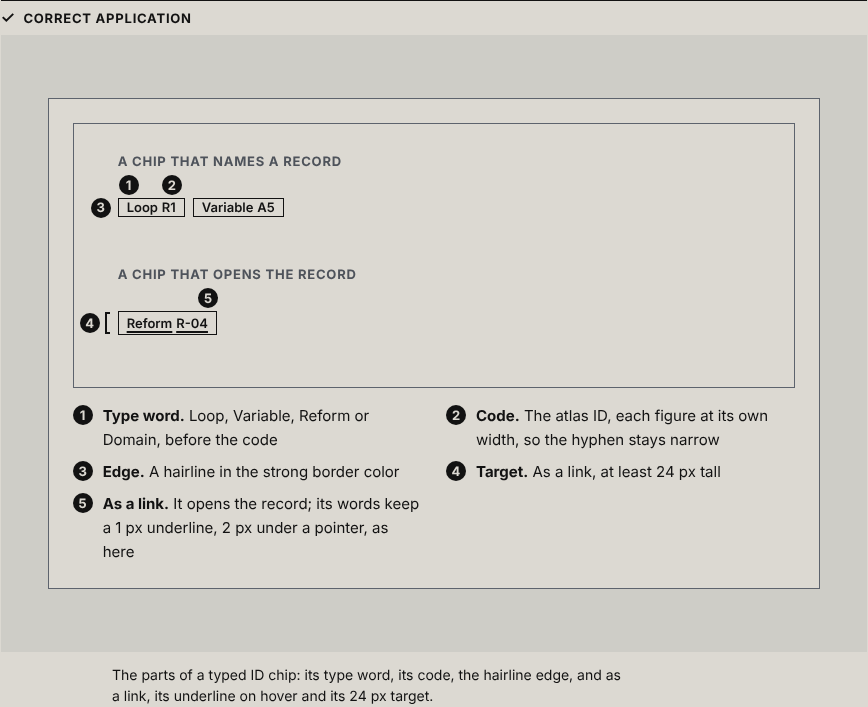 ✓ CORRECT APPLICATION
A CHIP THAT NAMES A RECORD
1 2
3 Loop R1 Variable A5
A CHIP THAT OPENS THE RECORD
5
4 Reform R-04
1 Type word. Loop, Variable, Reform or
Domain, before the code
2 Code. The atlas ID, each figure at its own
width, so the hyphen stays narrow
3 Edge. A hairline in the strong border color
4 Target. As a link, at least 24 px tall
5 As a link. It opens the record; its words keep
a 1 px underline, 2 px under a pointer, as
here
The parts of a typed ID chip: its type word, its code, the hairline edge, and as
a link, its underline on hover and its 24 px target.